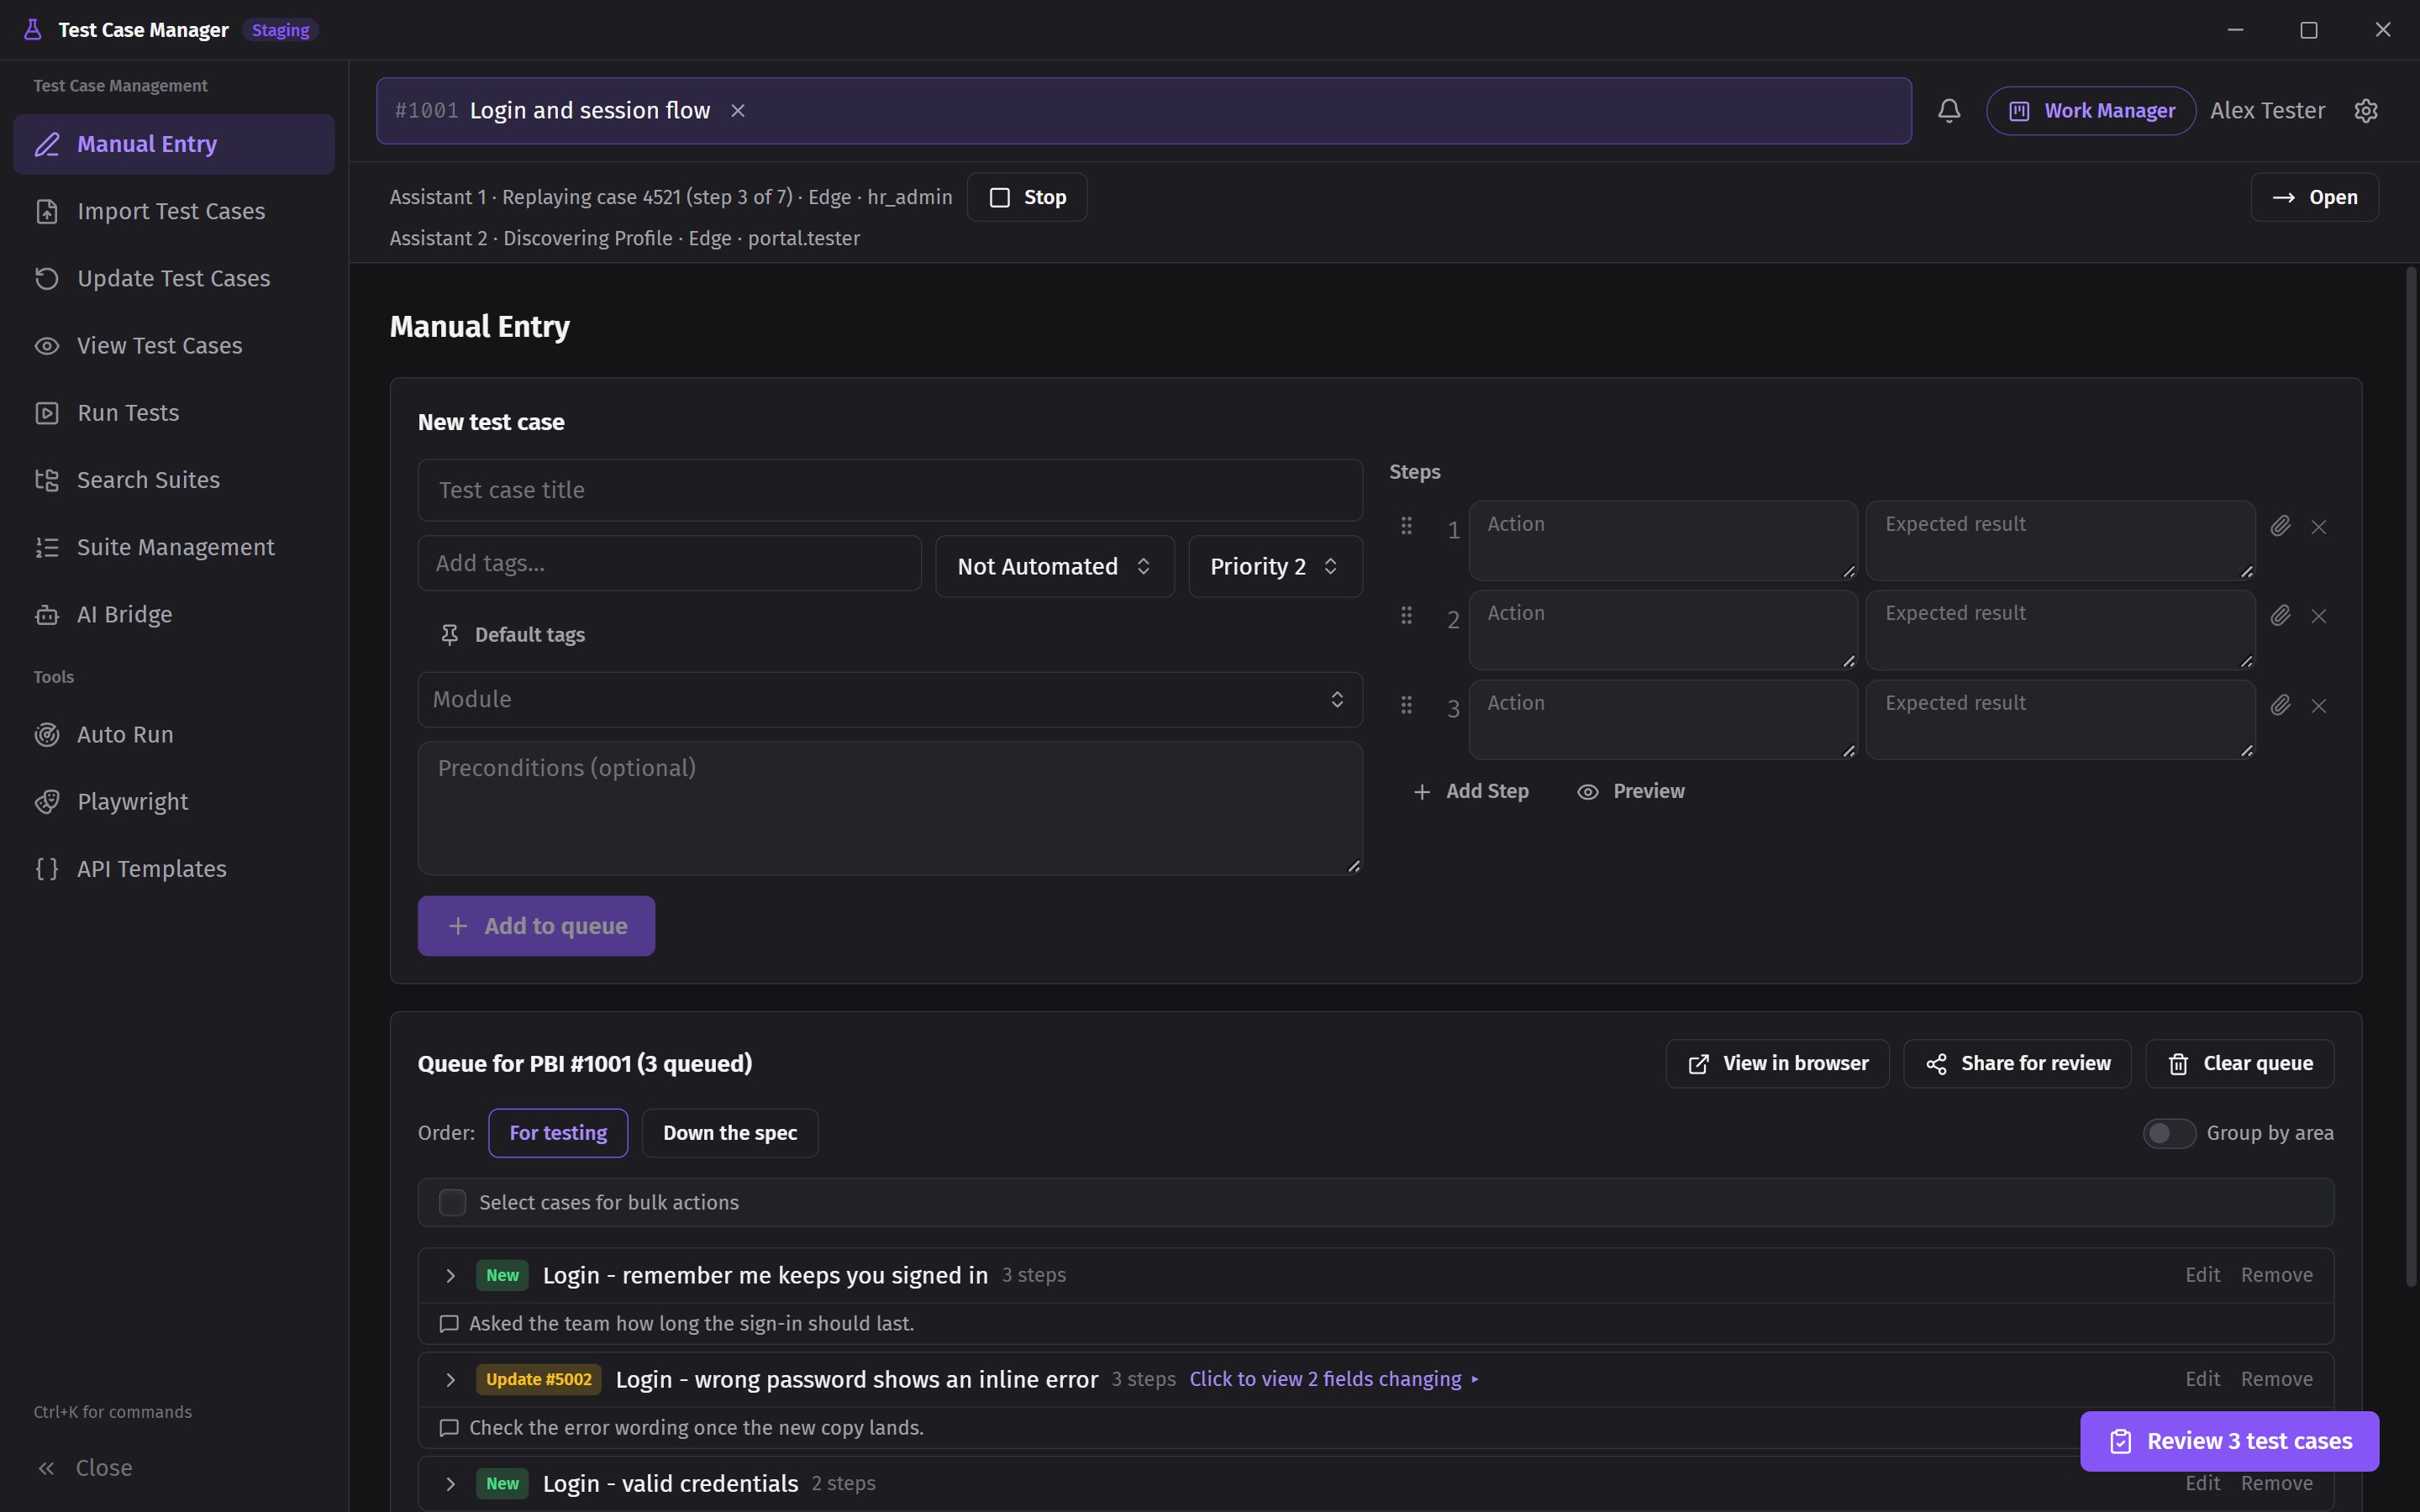 Test Case Manager Staging
Test Case Management
Manual Entry
Import Test Cases
Update Test Cases
View Test Cases
Run Tests
Search Suites
Suite Management
AI Bridge
Tools
Auto Run
Playwright
API Templates
Ctrl+K for commands
Close
#1001 Login and session flow
Work Manager
Alex Tester
Assistant 1 · Replaying case 4521 (step 3 of 7) · Edge · hr_admin Stop
Open
Assistant 2 · Discovering Profile · Edge · portal.tester
Manual Entry
New test case
Test case title
Add tags...
Not Automated
Priority 2
Default tags
Module
Preconditions (optional)
Add to queue
Steps
1 Action Expected result
2 Action Expected result
3 Action Expected result
Add Step Preview
Queue for PBI #1001 (3 queued)
View in browser Share for review Clear queue
Order: For testing Down the spec
Group by area
Select cases for bulk actions
New Login - remember me keeps you signed in 3 steps Edit Remove
Asked the team how long the sign-in should last.
Update #5002 Login - wrong password shows an inline error 3 steps Click to view 2 fields changing Edit Remove
Check the error wording once the new copy lands.
Review 3 test cases
New Login - valid credentials 2 steps Edit Remove